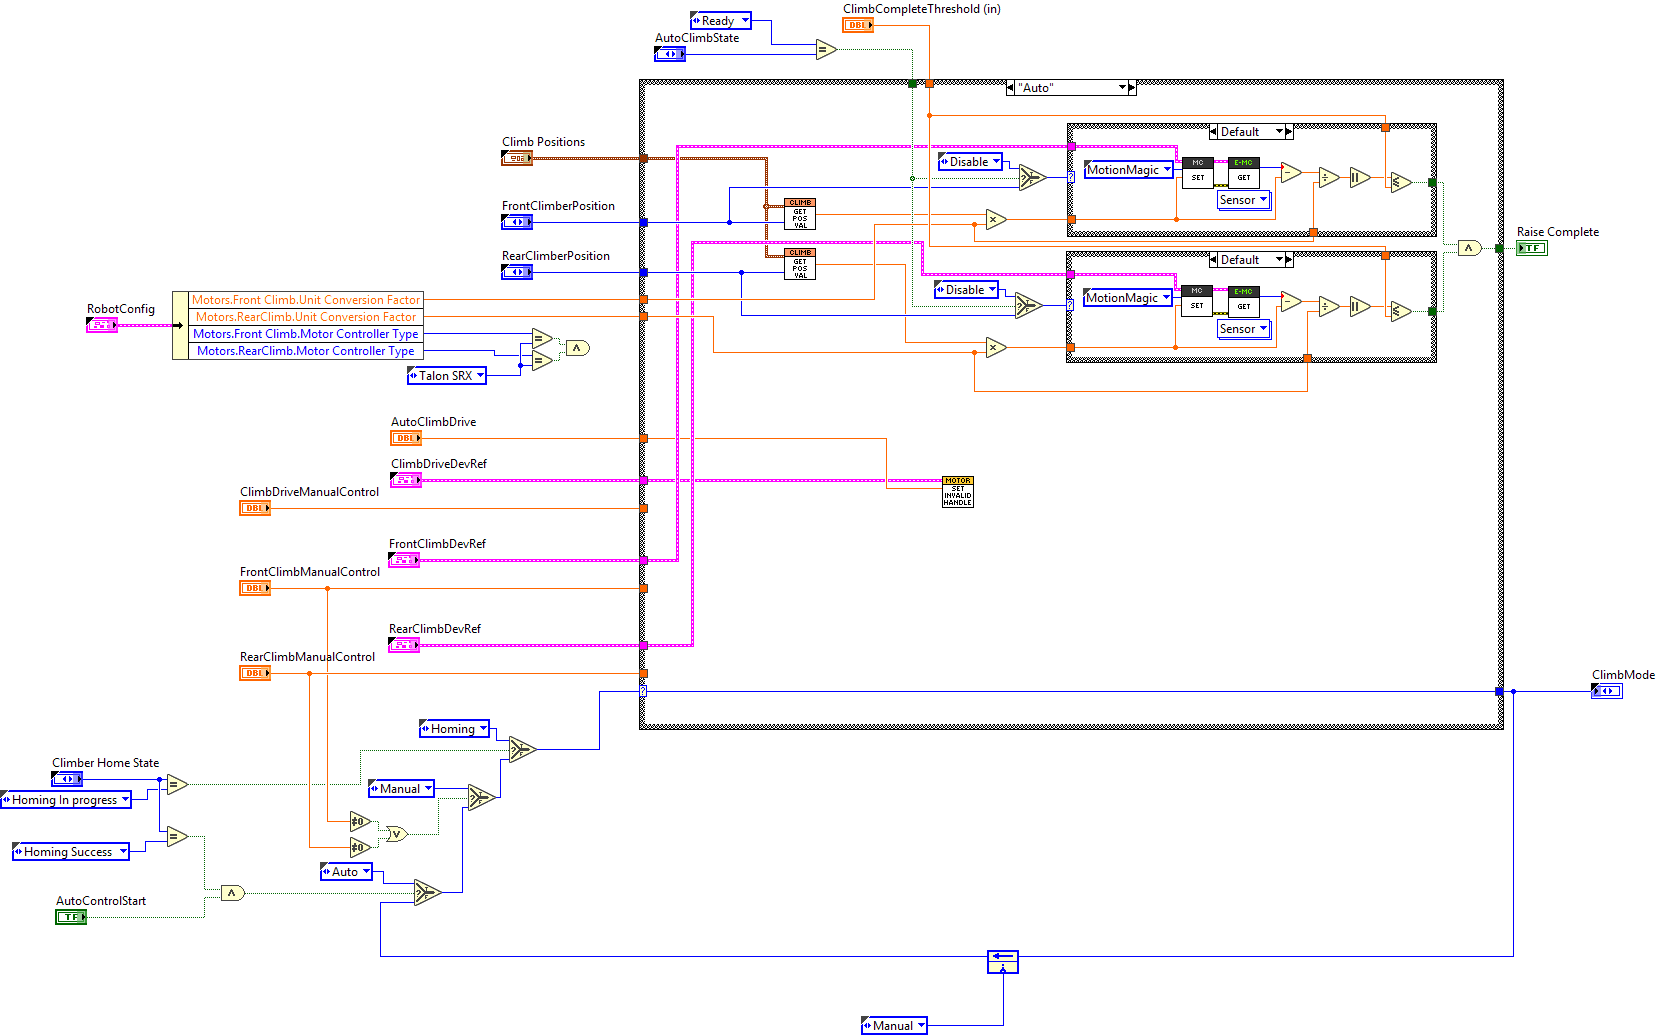 ClimbCompleteThreshold (in)
Ready
DBL
AutoClimbState
"Auto"
Climb Positions
Default
Disable
MotionMagic
MC
SET
E-MC
GET
Sensor
FrontClimberPosition
CLIMB
GET
POS
VAL
Raise Complete
TF
RearClimberPosition
CLIMB
GET
POS
VAL
Default
Disable
MotionMagic
MC
SET
E-MC
GET
Sensor
RobotConfig
Motors.Front Climb.Unit Conversion Factor
Motors.RearClimb.Unit Conversion Factor
Motors.Front Climb.Motor Controller Type
Motors.RearClimb.Motor Controller Type
Talon SRX
AutoClimbDrive
DBL
ClimbDriveDevRef
MOTOR
SET
INVALID
HANDLE
ClimbDriveManualControl
DBL
FrontClimbDevRef
FrontClimbManualControl
DBL
RearClimbDevRef
RearClimbManualControl
DBL
ClimbMode
Homing
Climber Home State
Homing In progress
Manual
≠0
≠0
Homing Success
Auto
AutoControlStart
TF
Manual